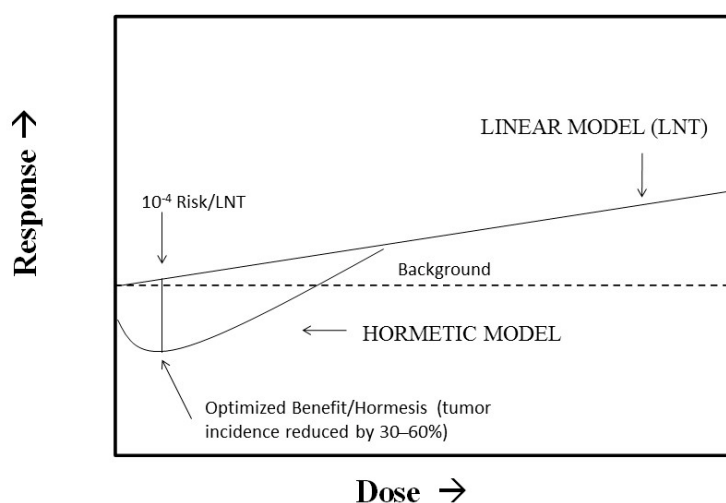 Response →
LINEAR MODEL (LNT)
10⁻⁴ Risk/LNT
Background
HORMETIC MODEL
Optimized Benefit/Hormesis (tumor
incidence reduced by 30–60%)
Dose →